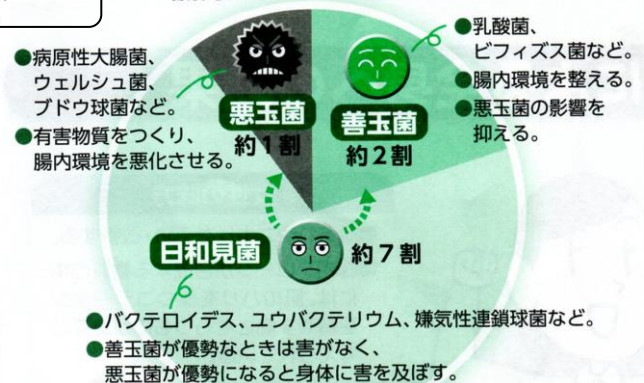 ●病原性大腸菌、
ウェルシュ菌、
ブドウ球菌など。
●有害物質をつくり、
腸内環境を悪化させる。
悪玉菌
約1割
善玉菌
約2割
●乳酸菌、
ビフィズス菌など。
●腸内環境を整える。
●悪玉菌の影響を
抑える。
日和見菌
約7割
●バクテロイデス、ユウバクテリウム、嫌気性連鎖球菌など。
●善玉菌が優勢なときは害がなく、
悪玉菌が優勢になると身体に害を及ぼす。